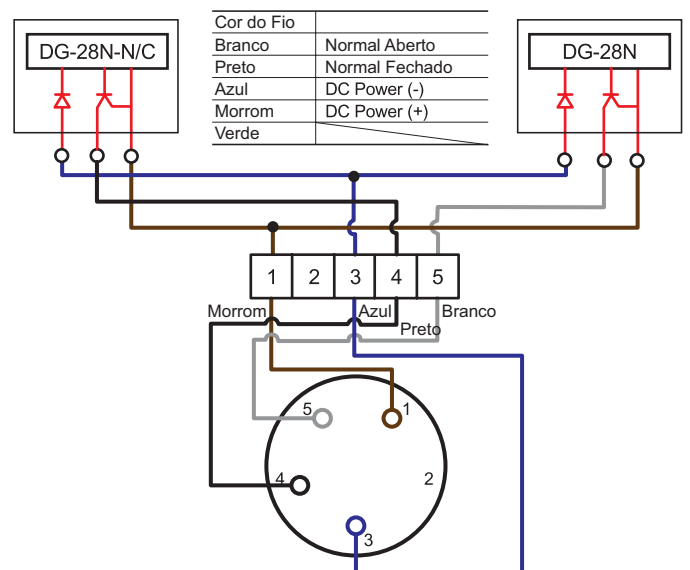 DG-28N-N/C
Cor do Fio
Branco Normal Aberto
Preto Normal Fechado
Azul DC Power (-)
Morrom DC Power (+)
Verde
DG-28N
1 2 3 4 5
Morrom Azul Branco
Preto
5 1
4 2
3